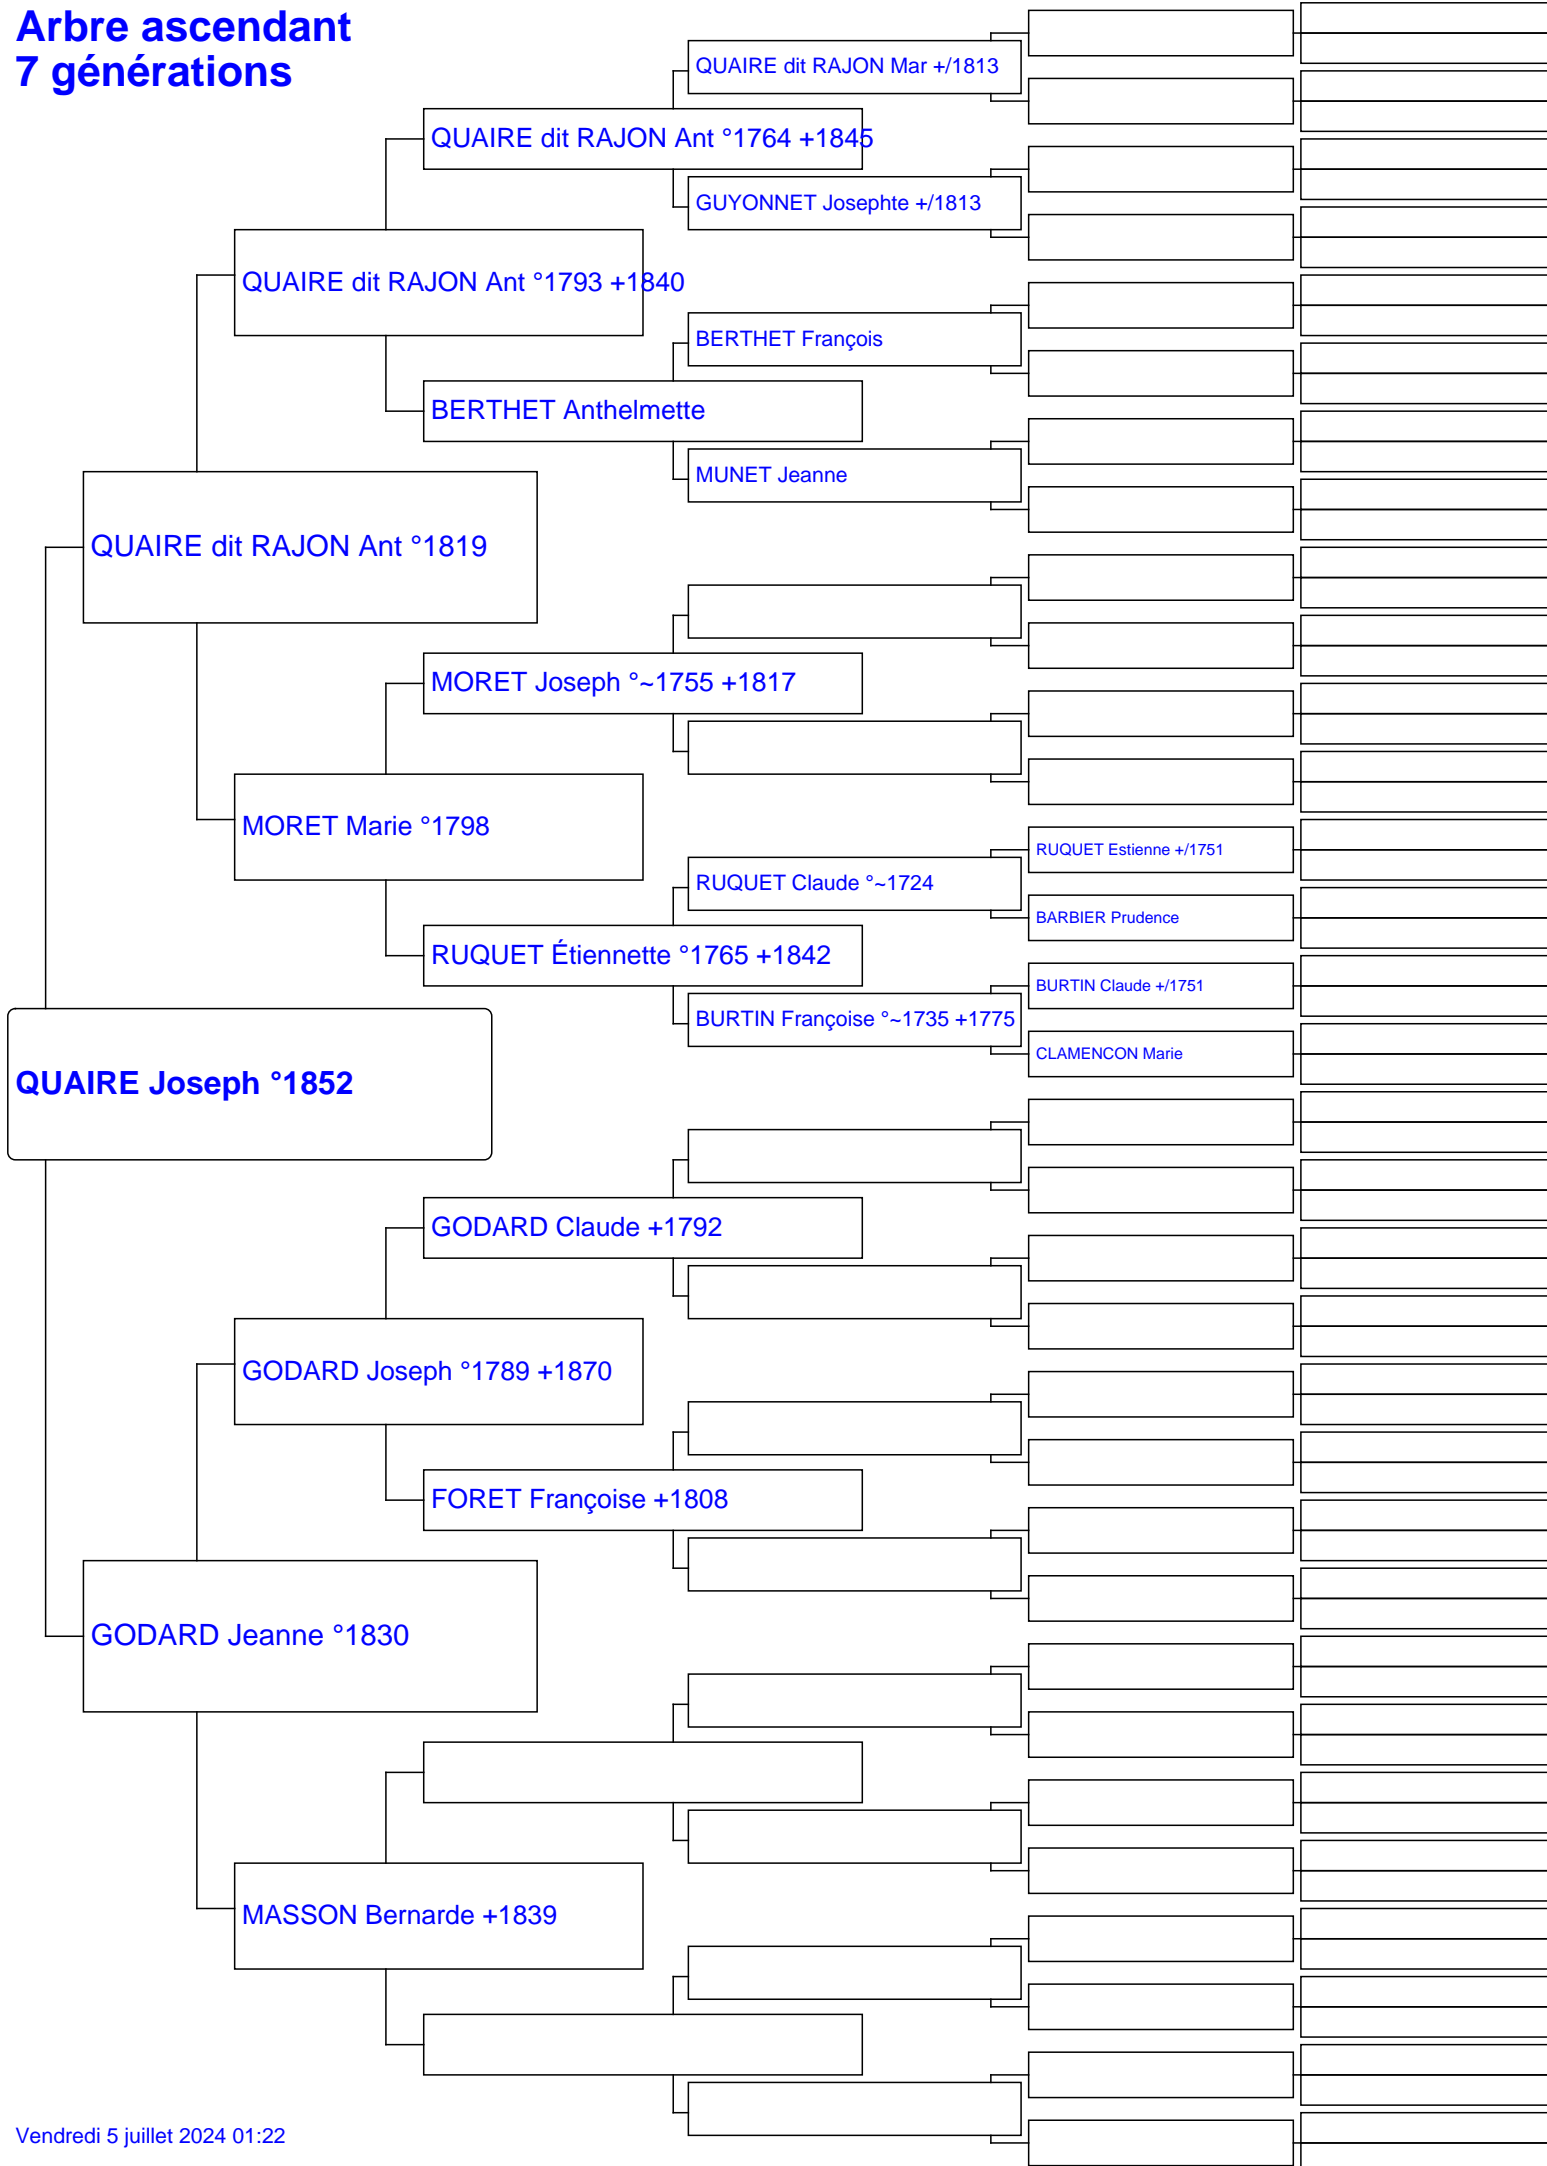 Arbre ascendant
7 générations
QUAIRE dit RAJON Mar +/1813
QUAIRE dit RAJON Ant °1764 +1845
GUYONNET Josephte +/1813
QUAIRE dit RAJON Ant °1793 +1840
BERTHET François
BERTHET Anthelmette
MUNET Jeanne
QUAIRE dit RAJON Ant °1819
MORET Joseph °~1755 +1817
MORET Marie °1798
RUQUET Estienne +/1751
RUQUET Claude °~1724
BARBIER Prudence
RUQUET Étiennette °1765 +1842
BURTIN Claude +/1751
BURTIN Françoise °~1735 +1775
CLAMENCON Marie
QUAIRE Joseph °1852
GODARD Claude +1792
GODARD Joseph °1789 +1870
FORET Françoise +1808
GODARD Jeanne °1830
MASSON Bernarde +1839
Vendredi 5 juillet 2024 01:22